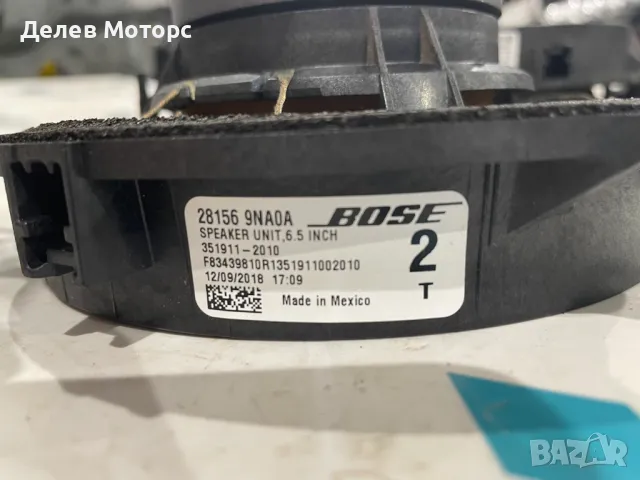 Делев Моторс
28156 9NA0A BOSE
SPEAKER UNIT,6.5 INCH
351911-2010
F83439810R1351911002010
12/09/2018 17:09
2
T
Made in Mexico
BAZAR